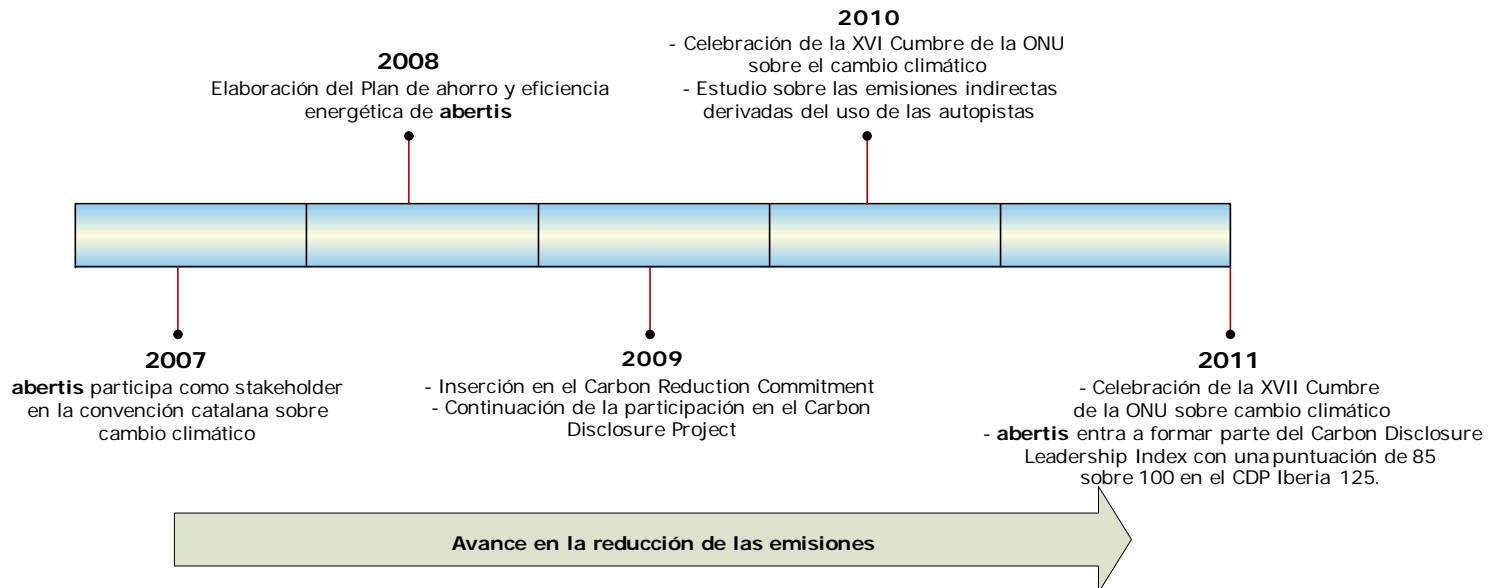 2007
abertis participa como stakeholder
en la convención catalana sobre
cambio climático
2008
Elaboración del Plan de ahorro y eficiencia
energética de abertis
2009
- Inserción en el Carbon Reduction Commitment
- Continuación de la participación en el Carbon
Disclosure Project
2010
- Celebración de la XVI Cumbre de la ONU
sobre el cambio climático
- Estudio sobre las emisiones indirectas
derivadas del uso de las autopistas
2011
- Celebración de la XVII Cumbre
de la ONU sobre cambio climático
- abertis entra a formar parte del Carbon Disclosure
Leadership Index con una puntuación de 85
sobre 100 en el CDP Iberia 125.
Avance en la reducción de las emisiones